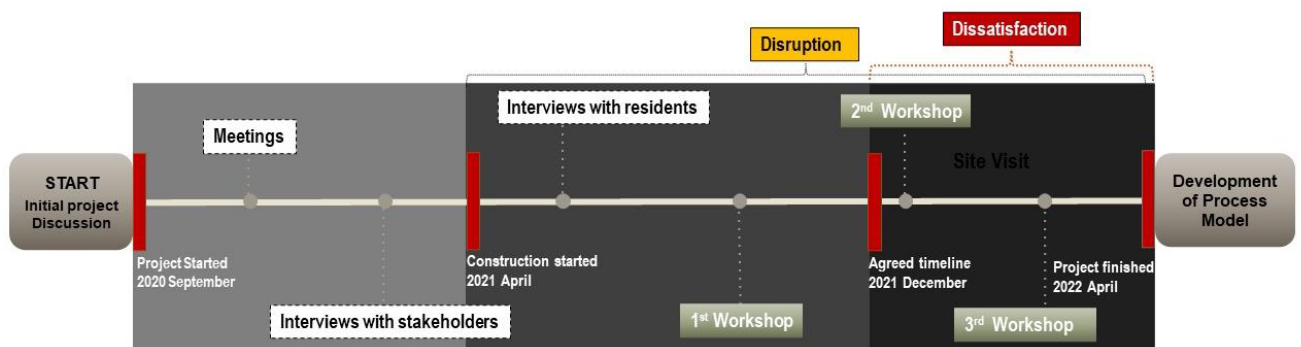 Disruption
Dissatisfaction
Meetings
Interviews with residents
2nd Workshop
Site Visit
START
Initial project
Discussion
Development
of Process
Model
Project Started
2020 September
Construction started
2021 April
Agreed timeline
2021 December
Project finished
2022 April
Interviews with stakeholders
1st Workshop
3rd Workshop